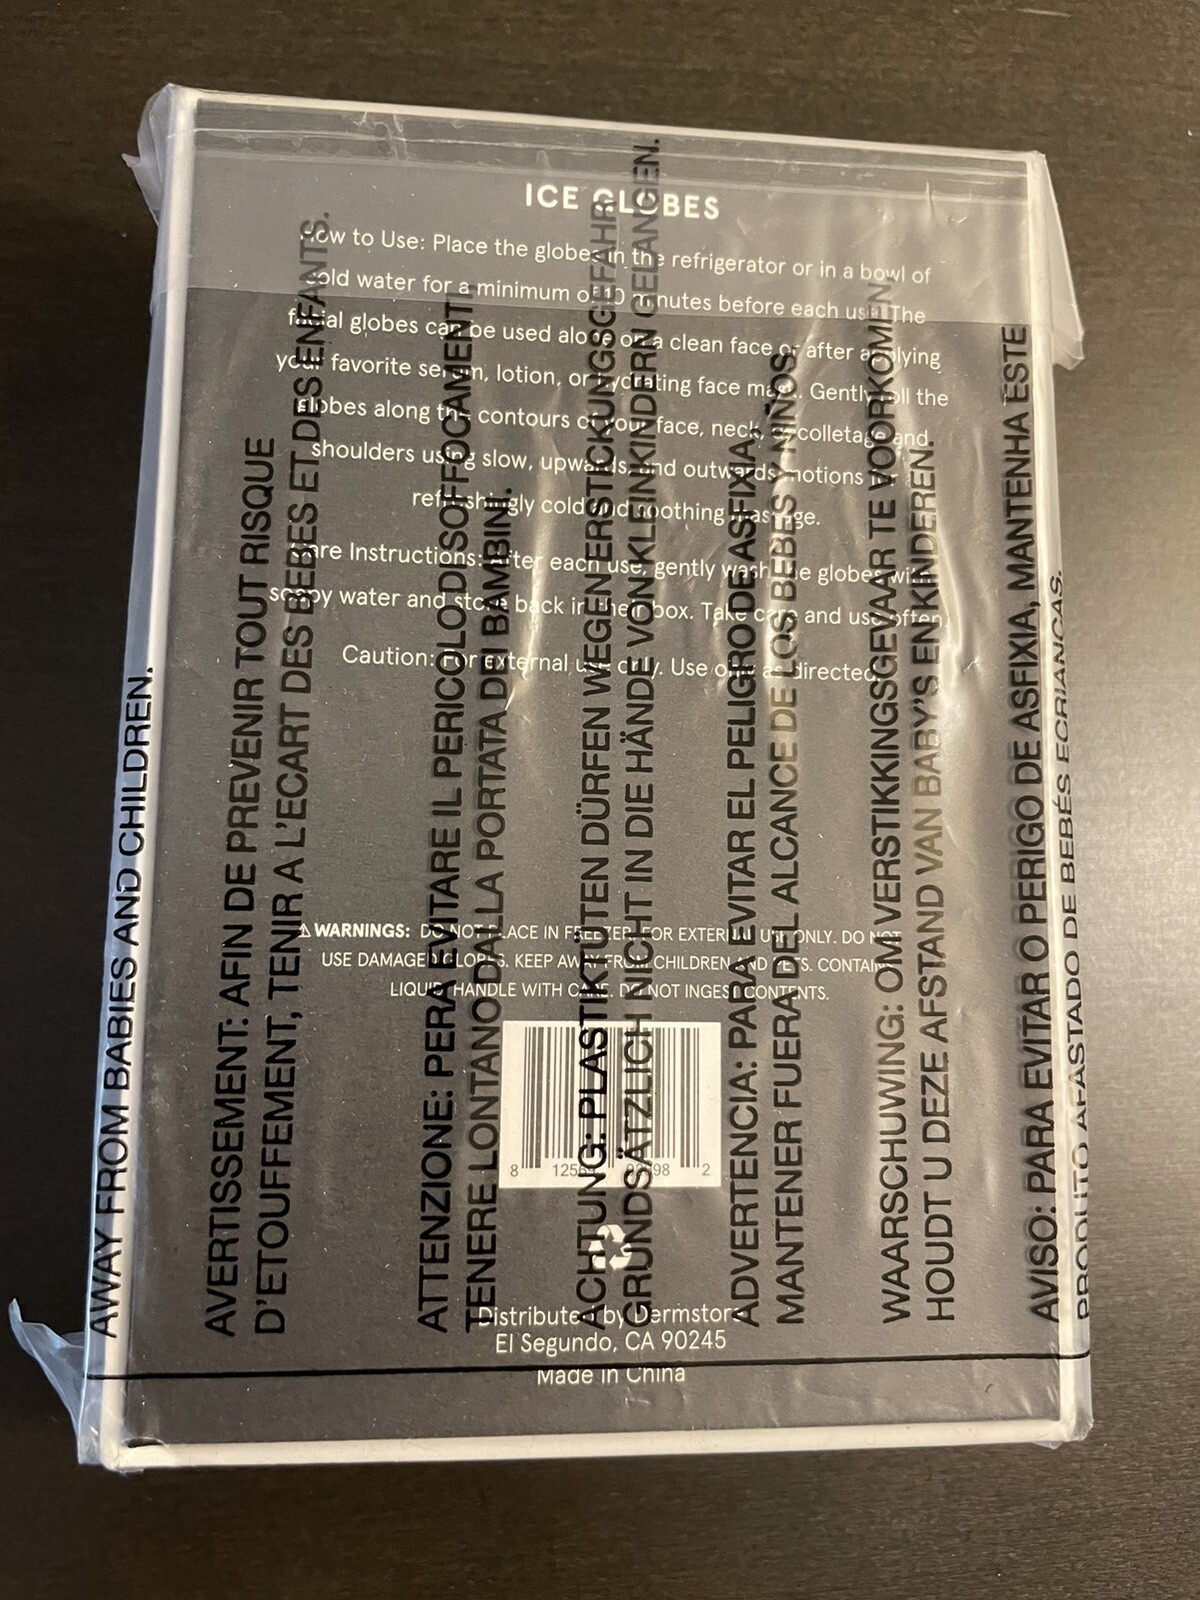 ICE GLOBES
How to Use: Place the globes in the refrigerator or in a bowl of
cold water for a minimum of 10 minutes before each use. The
facial globes can be used alone on a clean face or after applying
your favorite serum, lotion, or hydrating face mask. Gently roll the
globes along the contours of your face, neck, decolletage and
shoulders using slow, upwards, and outwards motions for a
refreshingly cold and soothing massage.
Care Instructions: After each use, gently wash the globes with
soapy water and store back in their box. Take care and use often.
Caution: For external use only. Use only as directed.
⚠ WARNINGS: DO NOT PLACE IN FREEZER. FOR EXTERNAL USE ONLY. DO NOT
USE DAMAGED GLOBES. KEEP AWAY FROM CHILDREN AND PETS. CONTAINS
LIQUID, HANDLE WITH CARE. DO NOT INGEST CONTENTS.
8 2
Distributed by Dermstore
El Segundo, CA 90245
Made in China
AWAY FROM BABIES AND CHILDREN.
AVERTISSEMENT: AFIN DE PREVENIR TOUT RISQUE
D'ETOUFFEMENT, TENIR A L'ECART DES BEBES ET DES ENFANTS.
ATTENZIONE: PERA EVITARE IL PERICOLO DI SOFFOCAMENTI
TENERE LONTANO DALLA PORTATA DEI BAMBINI.
ACHTUNG: PLASTIKTÜTEN DÜRFEN WEGEN ERSTICKUNGSGEFAHR
GRUNDSÄTZLICH NICHT IN DIE HÄNDE VON KLEINKINDERN GELANGEN.
ADVERTENCIA: PARA EVITAR EL PELIGRO DE ASFIXIA,
MANTENER FUERA DEL ALCANCE DE LOS BEBES Y NIÑOS.
WAARSCHUWING: OM VERSTIKKINGSGEVAAR TE VOORKOMEN,
HOUDT U DEZE AFSTAND VAN BABY'S EN KINDEREN.
AVISO: PARA EVITAR O PERIGO DE ASFIXIA, MANTENHA ESTE
PRODUTO AFASTADO DE BEBÉS ECRIANCAS.